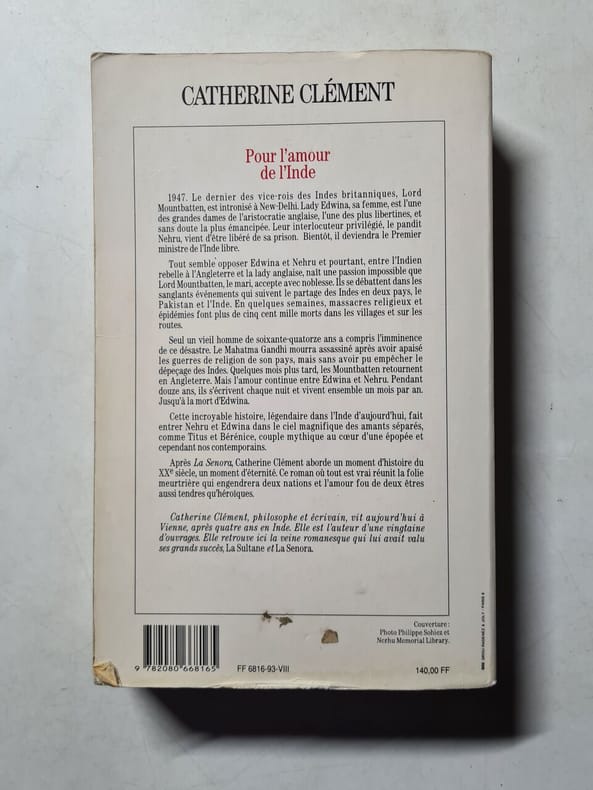 CATHERINE CLÉMENT
Pour l'amour
de l'Inde
1947. Le dernier des vice-rois des Indes britanniques, Lord
Mountbatten, est intronisé à New-Delhi. Lady Edwina, sa femme, est l'une
des grandes dames de l'aristocratie anglaise, l'une des plus libertines, et
sans doute la plus émancipée. Leur interlocuteur privilégié, le pandit
Nehru, vient d'être libéré de sa prison. Bientôt, il deviendra le Premier
ministre de l'Inde libre.
Tout semble opposer Edwina et Nehru et pourtant, entre l'Indien
rebelle à l'Angleterre et la lady anglaise, naît une passion impossible que
Lord Mountbatten, le mari, accepte avec noblesse. Ils se débattent dans les
sanglants événements qui suivent le partage des Indes en deux pays, le
Pakistan et l'Inde. En quelques semaines, massacres religieux et
épidémies font plus de cinq cent mille morts dans les villages et sur les
routes.
Seul un vieil homme de soixante-quatorze ans a compris l'imminence
de ce désastre. Le Mahatma Gandhi mourra assassiné après avoir apaisé
les guerres de religion de son pays, mais sans avoir pu empêcher le
dépeçage des Indes. Quelques mois plus tard, les Mountbatten retournent
en Angleterre. Mais l'amour continue entre Edwina et Nehru. Pendant
douze ans, ils s'écrivent chaque nuit et vivent ensemble un mois par an.
Jusqu'à la mort d'Edwina.
Cette incroyable histoire, légendaire dans l'Inde d'aujourd'hui, fait
entrer Nehru et Edwina dans le ciel magnifique des amants séparés,
comme Titus et Bérénice, couple mythique au cœur d'une épopée et
cependant nos contemporains.
Après La Senora, Catherine Clément aborde un moment d'histoire du
XXe siècle, un moment d'éternité. Ce roman où tout est vrai réunit la folie
meurtrière qui engendrera deux nations et l'amour fou de deux êtres
aussi tendres qu'héroïques.
Catherine Clément, philosophe et écrivain, vit aujourd'hui à
Vienne, après quatre ans en Inde. Elle est l'auteur d'une vingtaine
d'ouvrages. Elle retrouve ici la veine romanesque qui lui avait valu
ses grands succès, La Sultane et La Senora.
Couverture :
Photo Philippe Sohiez et
Nerhu Memorial Library.
9 782080 668165
FF 6816-93-VIII
140,00 FF